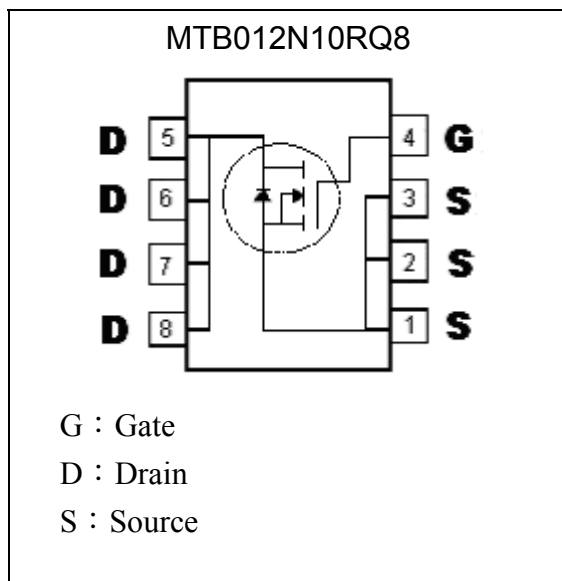 MTB012N10RQ8
D 5 4 G
D 6 3 S
D 7 2 S
D 8 1 S
G：Gate
D：Drain
S：Source